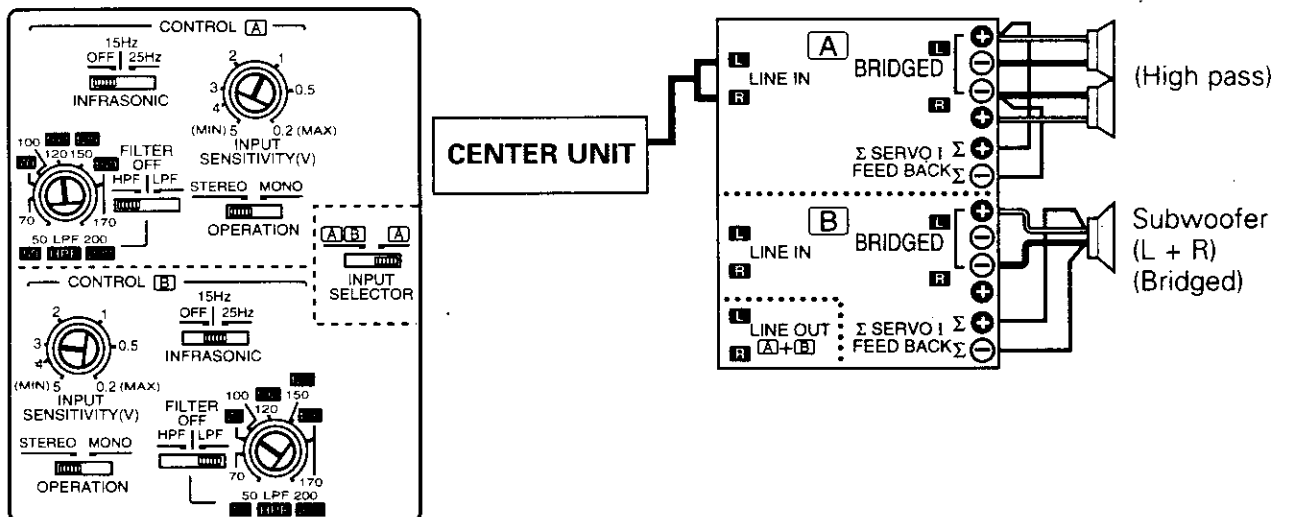 CONTROL A
15Hz
OFF 25Hz
INFRASONIC
2 1
3 0.5
4
(MIN) 5 0.2 (MAX)
INPUT
SENSITIVITY(V)
100 120 150
70 170
50 LPF 200
FILTER
OFF
HPF LPF
STEREO MONO
OPERATION
A B A
INPUT
SELECTOR
CONTROL B
15Hz
OFF 25Hz
INFRASONIC
2 1
3 0.5
4
(MIN) 5 0.2 (MAX)
INPUT
SENSITIVITY(V)
STEREO MONO
OPERATION
FILTER
OFF
HPF LPF
100 120 150
70 170
50 LPF 200
CENTER UNIT
A
L
LINE IN
R
L
BRIDGED
R
Σ SERVO I Σ
FEED BACK Σ
(High pass)
B
L
LINE IN
R
L
BRIDGED
R
L
LINE OUT
R A+B
Σ SERVO I Σ
FEED BACK Σ
Subwoofer
(L + R)
(Bridged)